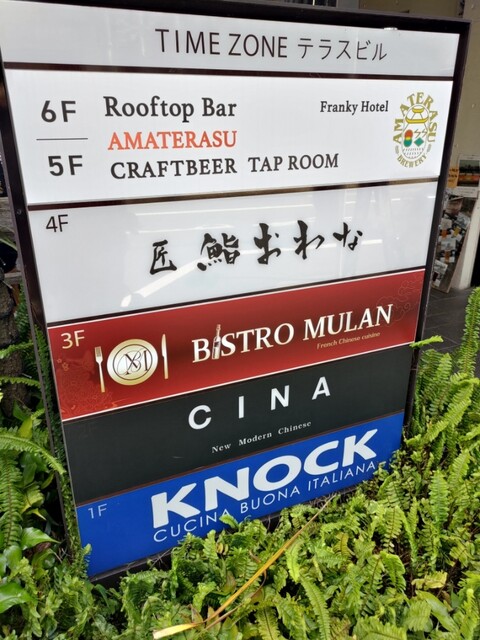 TIME ZONE テラスビル
6F Rooftop Bar Franky Hotel
AMATERASU
5F CRAFTBEER TAP ROOM
AMATERASU
BREWERY
4F
匠 鮨おわな
3F
M
BISTRO MULAN
French Chinese cuisine
CINA
New Modern Chinese
1F
KNOCK
CUCINA BUONA ITALIANA